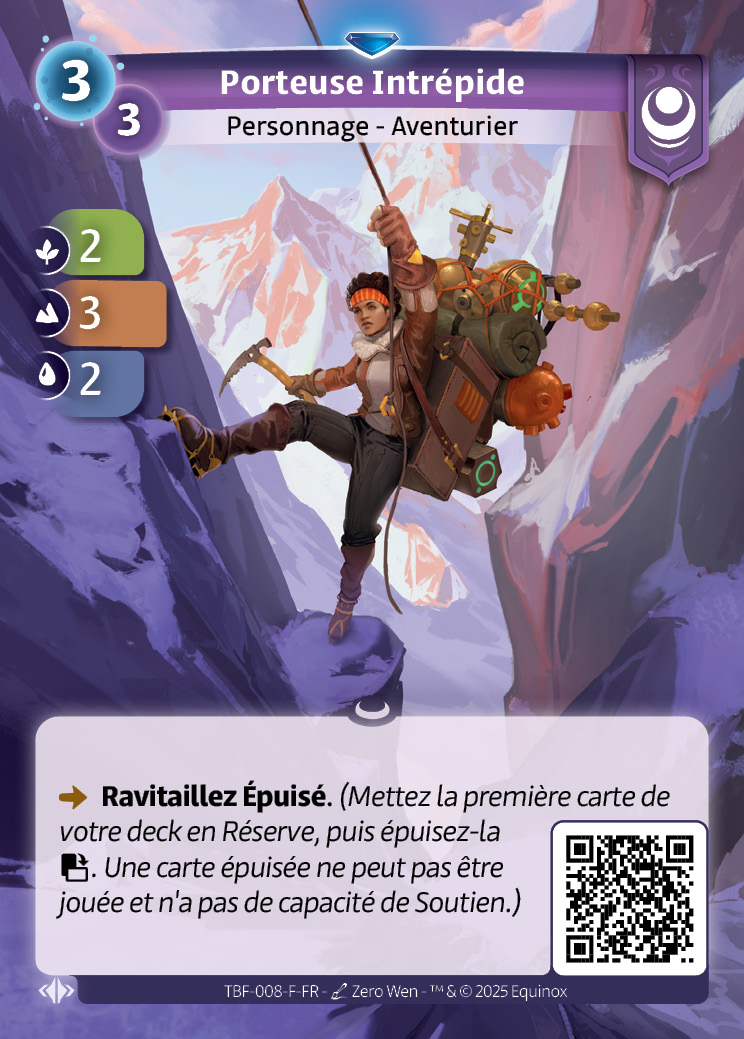 3
Porteuse Intrépide
3
Personnage - Aventurier
2
3
2
Ravitaillez Épuisé. (Mettez la première carte de
votre deck en Réserve, puis épuisez-la
. Une carte épuisée ne peut pas être
jouée et n'a pas de capacité de Soutien.)
TBF-008-F-FR - Zero Wen - ™ & © 2025 Equinox